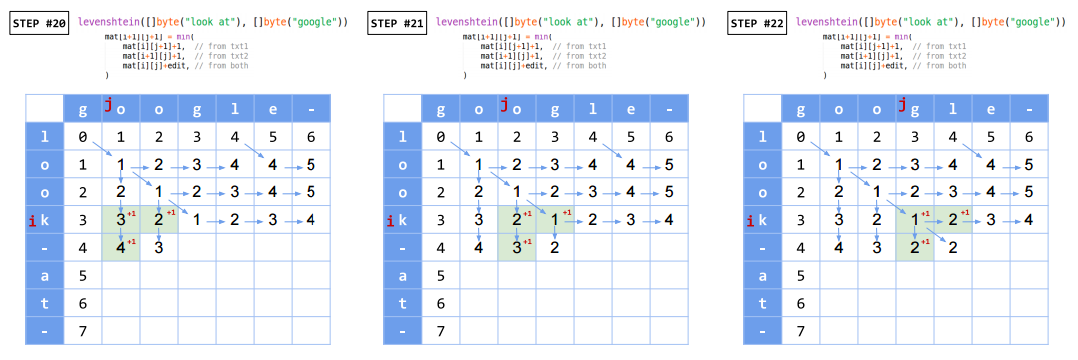 STEP #20
levenshtein([]byte("look at"), []byte("google"))
mat[i+1][j+1] = min(
mat[i][j+1]+1, // from txt1
mat[i+1][j]+1, // from txt2
mat[i][j]+edit, // from both
)
g j o o g l e -
l 0 1 2 3 4 5 6
o 1 1 2 3 4 4 5
o 2 2 1 2 3 4 5
i k 3 3 +1 2 +1 1 2 3 4
- 4 4 +1 3
a 5
t 6
- 7
STEP #21
levenshtein([]byte("look at"), []byte("google"))
mat[i+1][j+1] = min(
mat[i][j+1]+1, // from txt1
mat[i+1][j]+1, // from txt2
mat[i][j]+edit, // from both
)
g j o o g l e -
l 0 1 2 3 4 5 6
o 1 1 2 3 4 4 5
o 2 2 1 2 3 4 5
i k 3 3 2 +1 1 +1 2 3 4
- 4 4 3 +1 2
a 5
t 6
- 7
STEP #22
levenshtein([]byte("look at"), []byte("google"))
mat[i+1][j+1] = min(
mat[i][j+1]+1, // from txt1
mat[i+1][j]+1, // from txt2
mat[i][j]+edit, // from both
)
g o o j g l e -
l 0 1 2 3 4 5 6
o 1 1 2 3 4 4 5
o 2 2 1 2 3 4 5
i k 3 3 2 1 +1 2 +1 3 4
- 4 4 3 2 +1 2
a 5
t 6
- 7